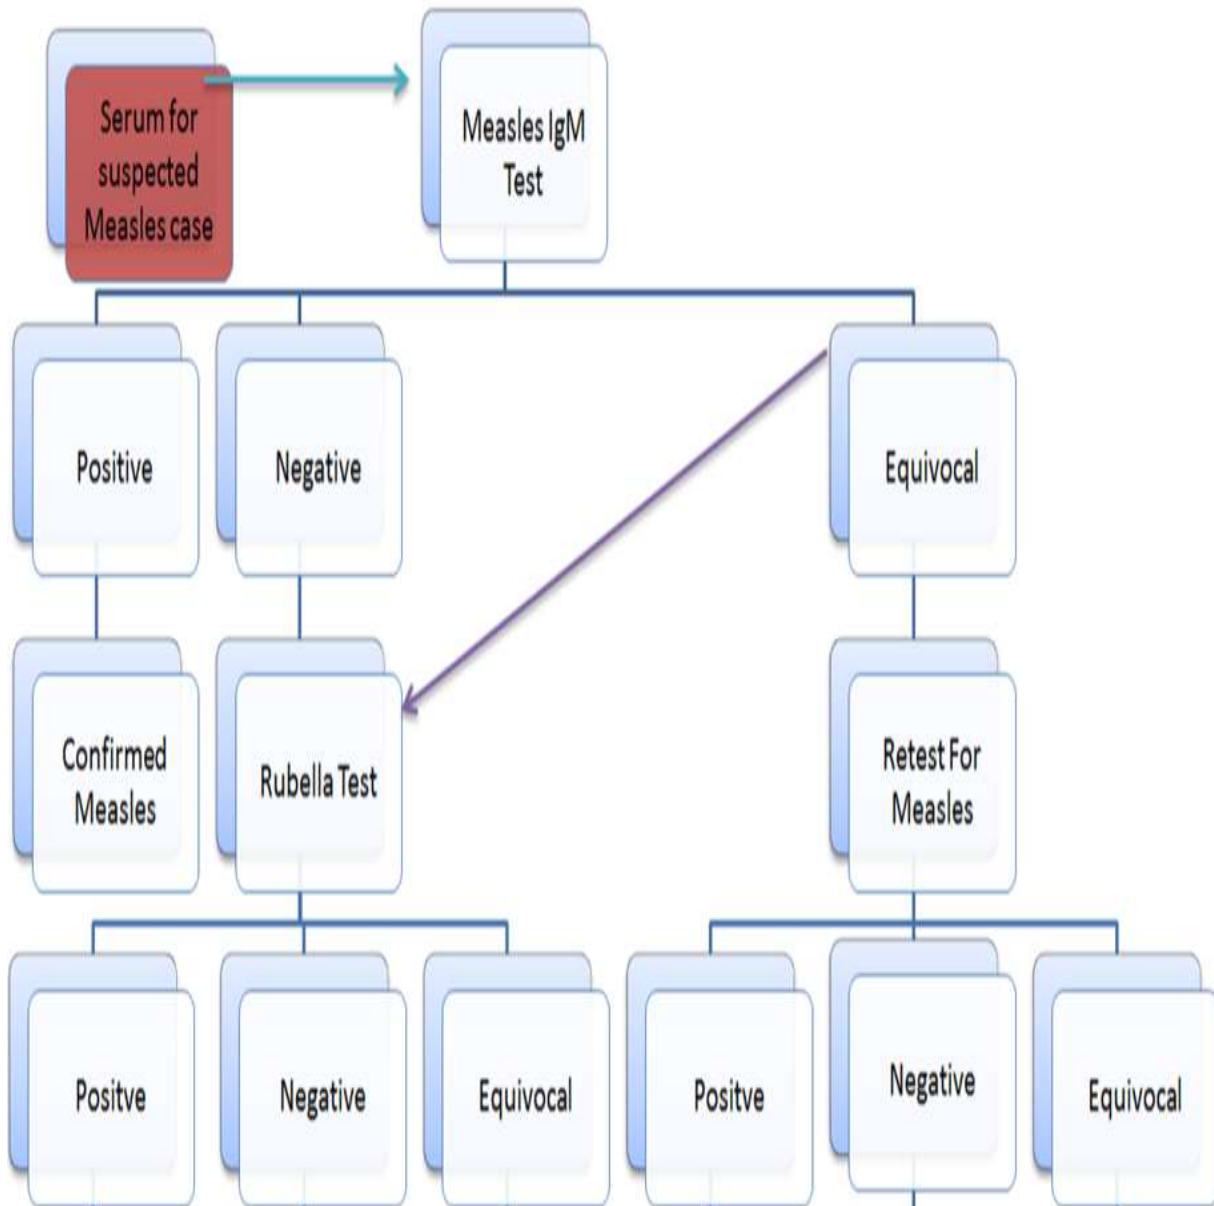 Serum for
suspected
Measles case
Measles IgM
Test
Positive
Negative
Equivocal
Confirmed
Measles
Rubella Test
Retest For
Measles
Positve
Negative
Equivocal
Positve
Negative
Equivocal